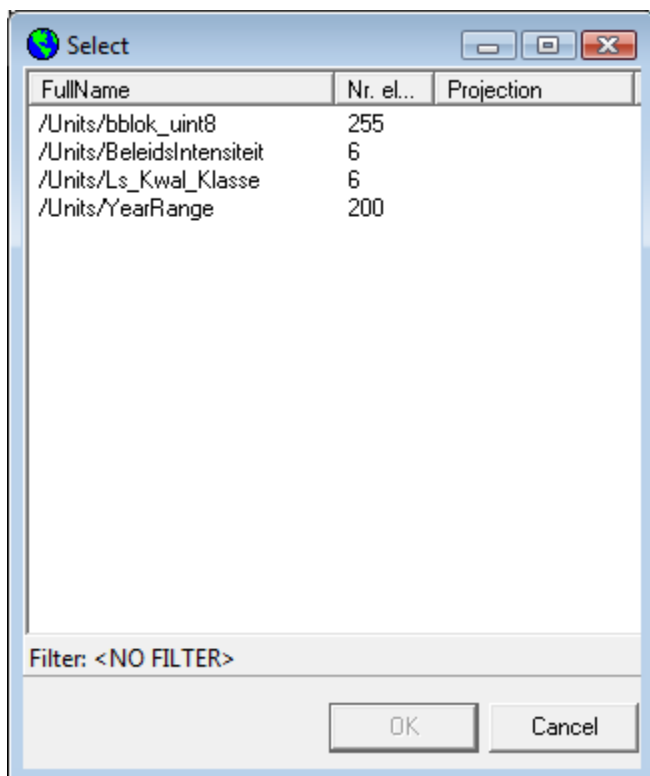 Select
FullName Nr. el... Projection
/Units/bblok_uint8 255
/Units/BeleidsIntensiteit 6
/Units/Ls_Kwal_Klasse 6
/Units/YearRange 200
Filter: <NO FILTER>
OK Cancel